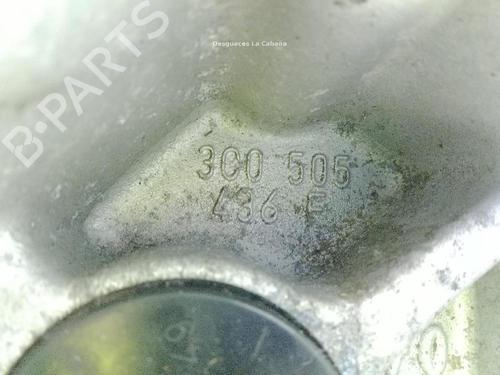 Desguaces La Cabaña
B-PARTS
3C0 505
436 F